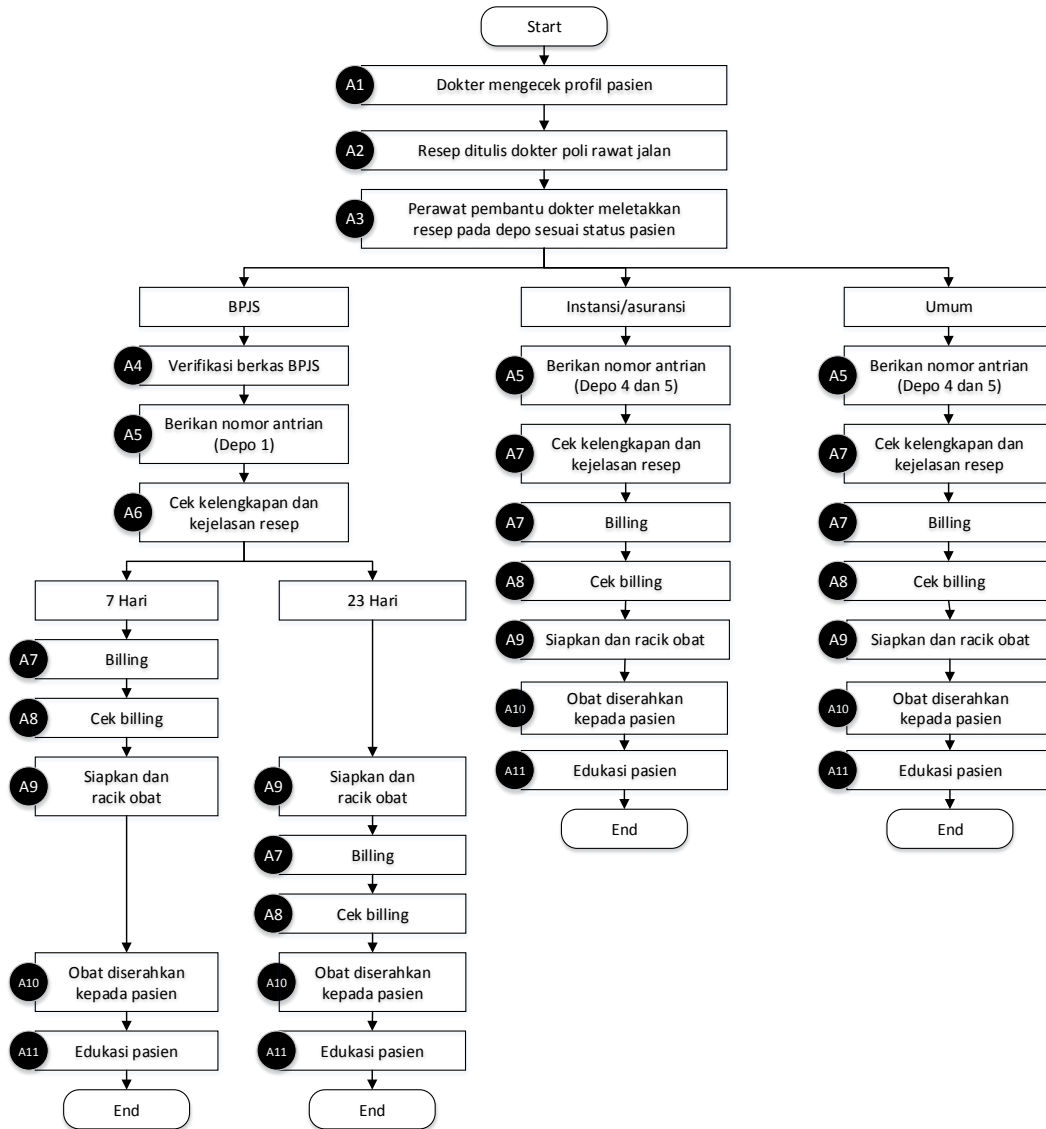 Start
A1
Dokter mengecek profil pasien
A2
Resep ditulis dokter poli rawat jalan
A3
Perawat pembantu dokter meletakkan
resep pada depo sesuai status pasien
BPJS
A4
Verifikasi berkas BPJS
A5
Berikan nomor antrian
(Depo 1)
A6
Cek kelengkapan dan
kejelasan resep
7 Hari
A7
Billing
A8
Cek billing
A9
Siapkan dan
racik obat
A10
Obat diserahkan
kepada pasien
A11
Edukasi pasien
End
23 Hari
A9
Siapkan dan
racik obat
A7
Billing
A8
Cek billing
A10
Obat diserahkan
kepada pasien
A11
Edukasi pasien
End
Instansi/asuransi
A5
Berikan nomor antrian
(Depo 4 dan 5)
A7
Cek kelengkapan dan
kejelasan resep
A7
Billing
A8
Cek billing
A9
Siapkan dan racik obat
A10
Obat diserahkan
kepada pasien
A11
Edukasi pasien
End
Umum
A5
Berikan nomor antrian
(Depo 4 dan 5)
A7
Cek kelengkapan dan
kejelasan resep
A7
Billing
A8
Cek billing
A9
Siapkan dan racik obat
A10
Obat diserahkan
kepada pasien
A11
Edukasi pasien
End